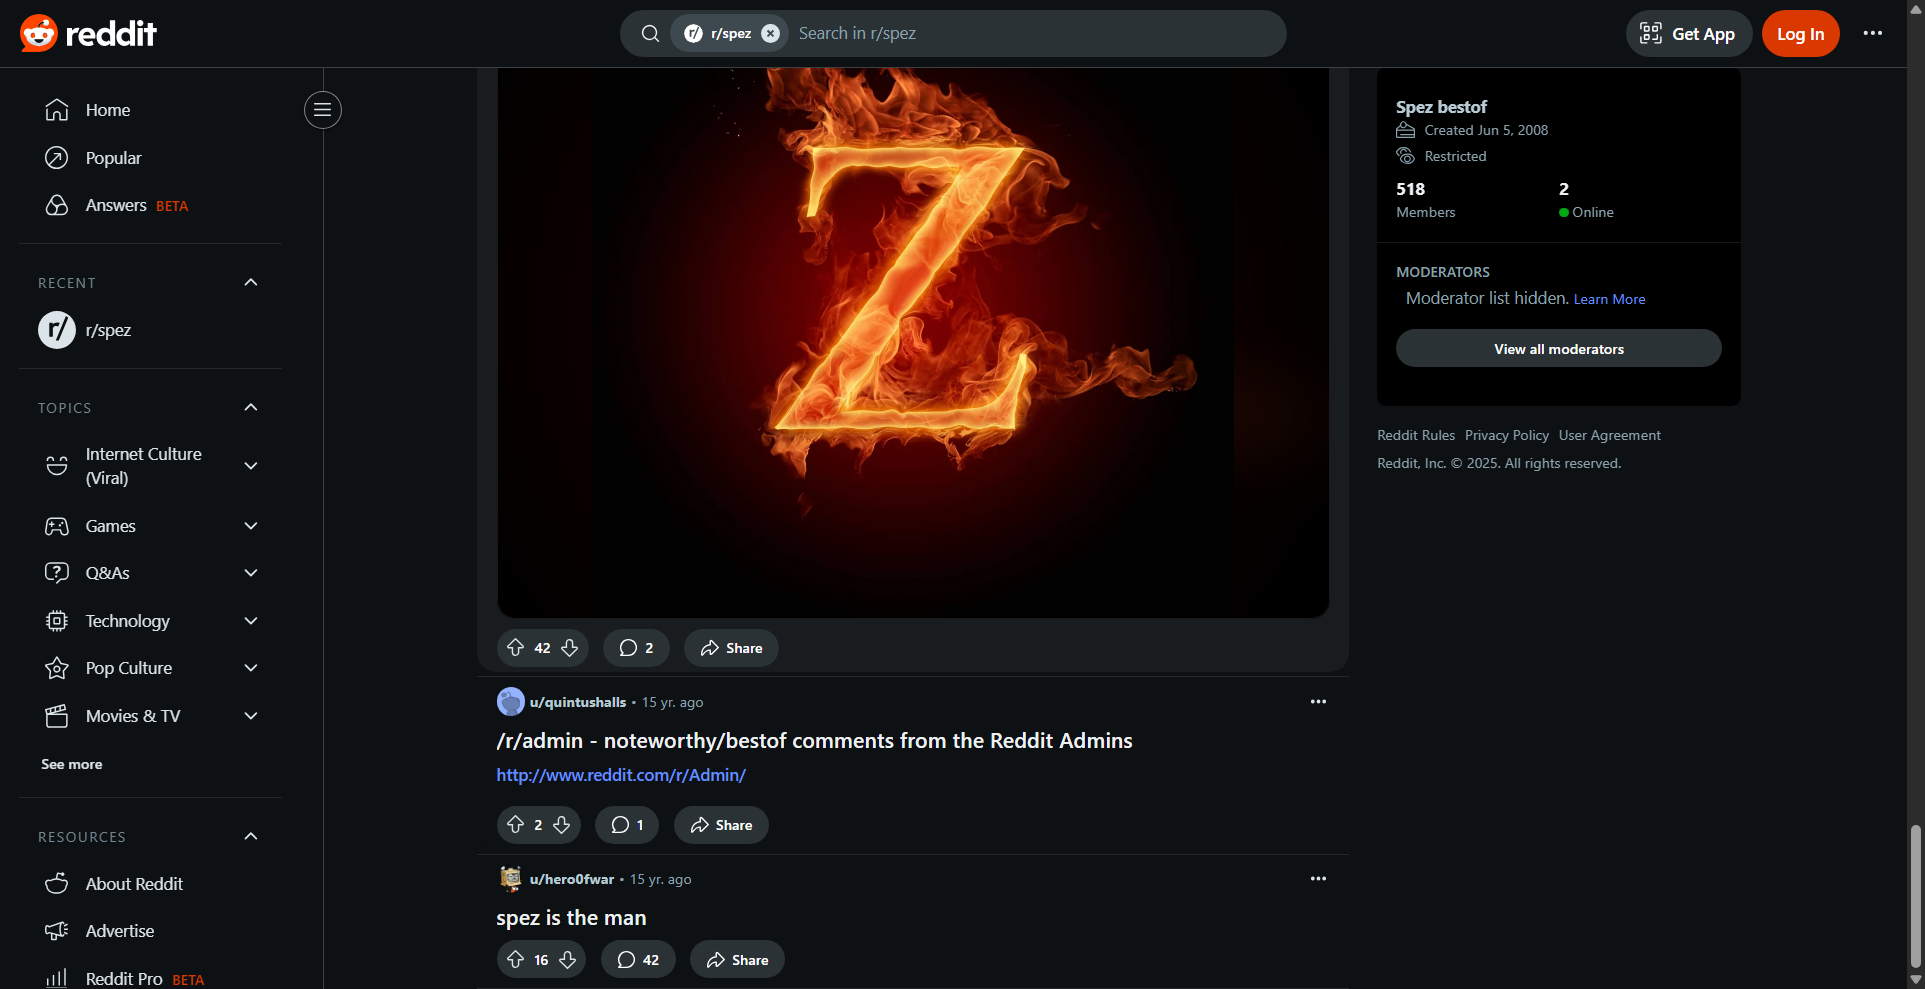 reddit
r/spez
Search in r/spez
Get App
Log In
Home
Popular
Answers BETA
RECENT
r/
r/spez
TOPICS
Internet Culture
(Viral)
Games
Q&As
Technology
Pop Culture
Movies & TV
See more
RESOURCES
About Reddit
Advertise
Reddit Pro BETA
Z
42
2
Share
u/quintushalls • 15 yr. ago
/r/admin - noteworthy/bestof comments from the Reddit Admins
http://www.reddit.com/r/Admin/
2
1
Share
u/hero0fwar • 15 yr. ago
spez is the man
16
42
Share
Spez bestof
Created Jun 5, 2008
Restricted
518
Members
2
Online
MODERATORS
Moderator list hidden. Learn More
View all moderators
Reddit Rules Privacy Policy User Agreement
Reddit, Inc. © 2025. All rights reserved.